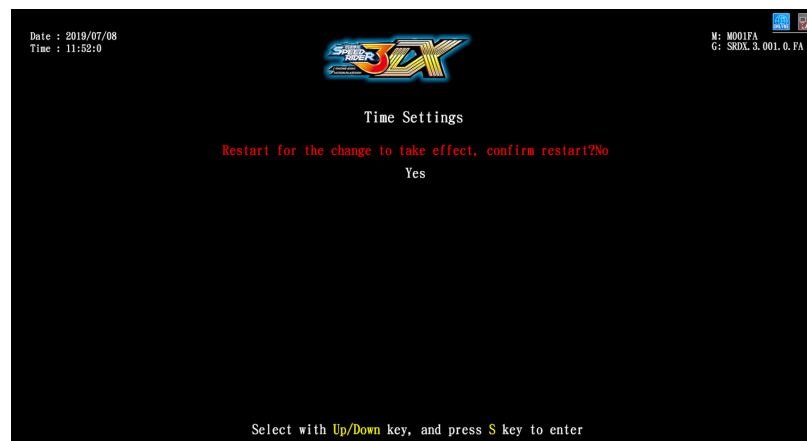 Date : 2019/07/08
Time : 11:52:0
SPEED
RIDER
3DX
ONLINE
M: M001FA
G: SRDX.3.001.0.FA
Time Settings
Restart for the change to take effect, confirm restart?No
Yes
Select with Up/Down key, and press S key to enter